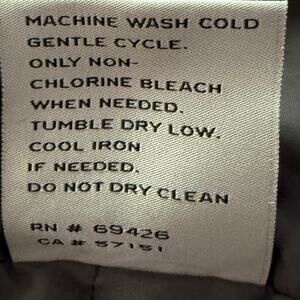 MACHINE WASH COLD
GENTLE CYCLE.
ONLY NON-
CHLORINE BLEACH
WHEN NEEDED.
TUMBLE DRY LOW.
COOL IRON
IF NEEDED.
DO NOT DRY CLEAN
RN # 69426
CA # 57151